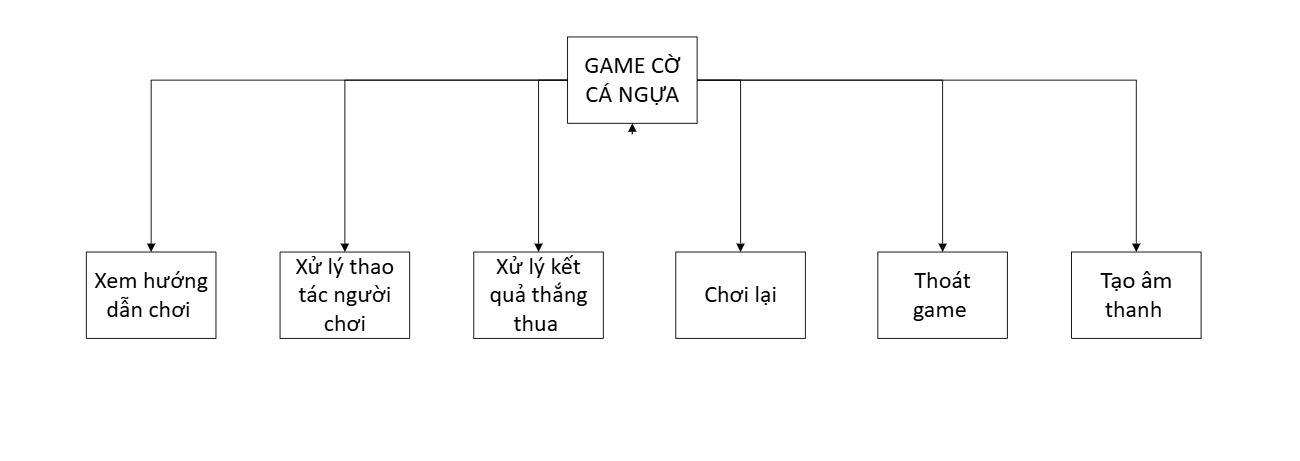 GAME CỜ
CÁ NGỰA
Xem hướng
dẫn chơi
Xử lý thao
tác người
chơi
Xử lý kết
quả thắng
thua
Chơi lại
Thoát
game
Tạo âm
thanh